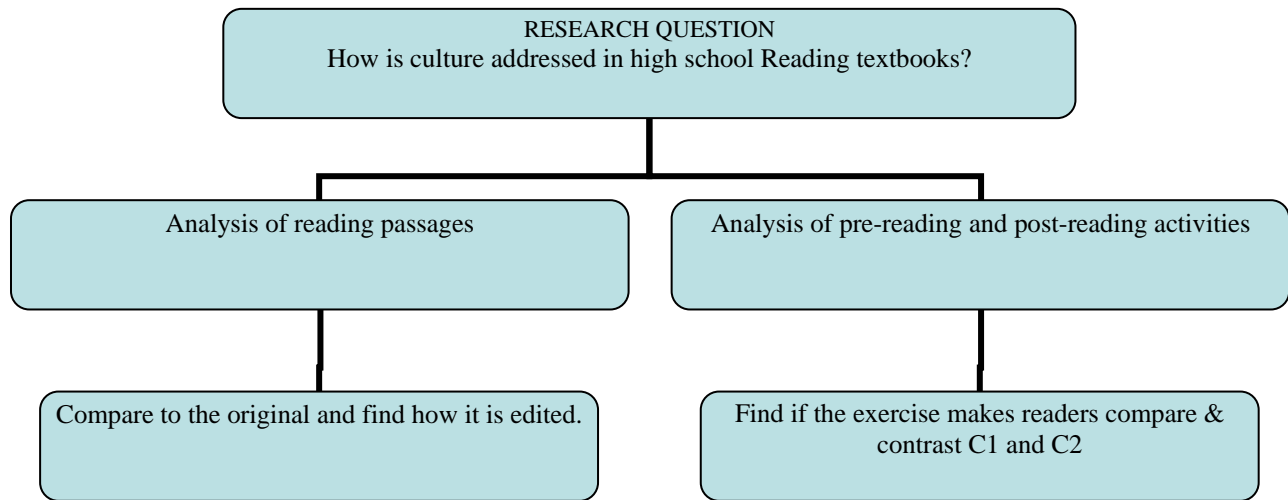 RESEARCH QUESTION
How is culture addressed in high school Reading textbooks?
Analysis of reading passages
Analysis of pre-reading and post-reading activities
Compare to the original and find how it is edited.
Find if the exercise makes readers compare &
contrast C1 and C2